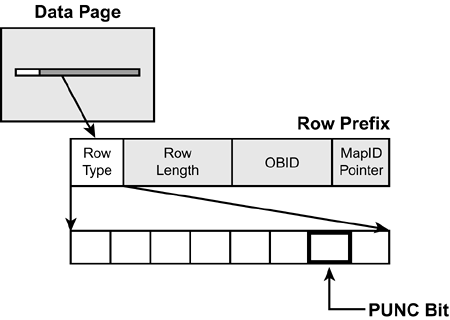 Data Page
Row Prefix
Row
Type
Row
Length
OBID
MapID
Pointer
PUNC Bit